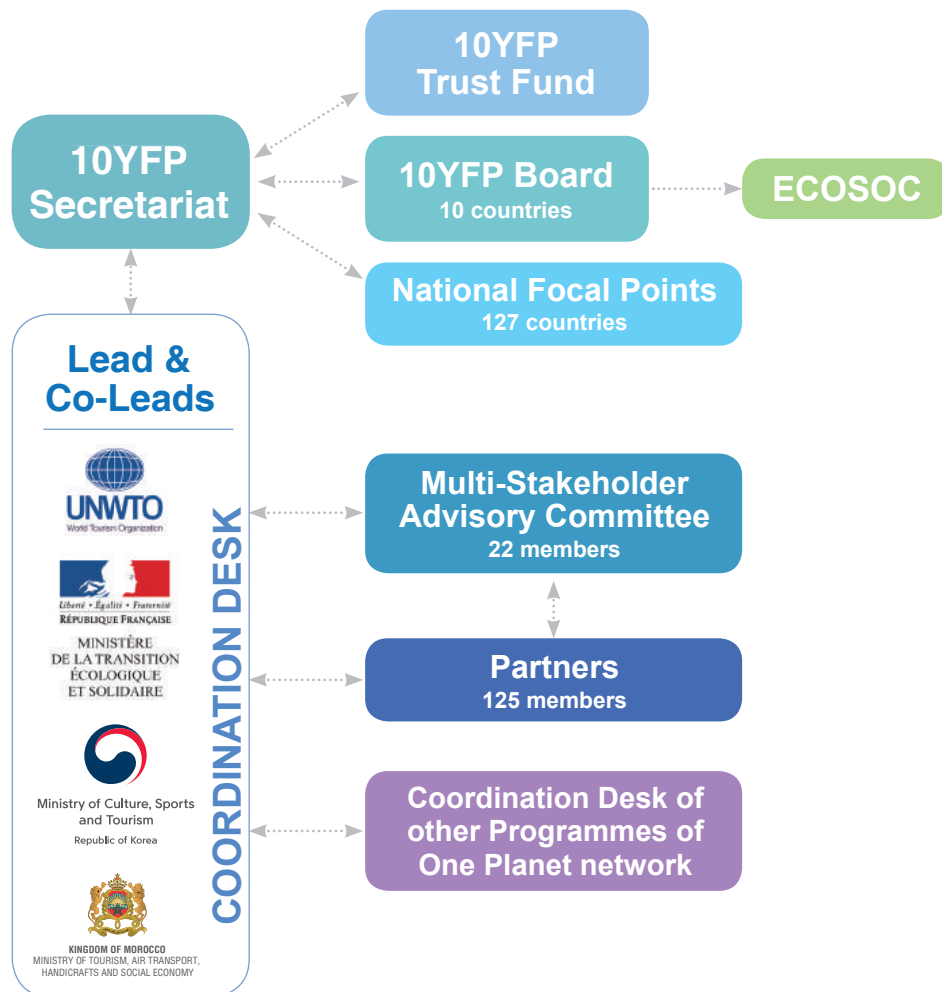 10YFP
Trust Fund
10YFP
Secretariat
10YFP Board
10 countries
ECOSOC
National Focal Points
127 countries
Lead &
Co-Leads
UNWTO
World Tourism Organization
Liberté • Égalité • Fraternité
RÉPUBLIQUE FRANÇAISE
MINISTÈRE
DE LA TRANSITION
ÉCOLOGIQUE
ET SOLIDAIRE
Ministry of Culture, Sports
and Tourism
Republic of Korea
KINGDOM OF MOROCCO
MINISTRY OF TOURISM, AIR TRANSPORT,
HANDICRAFTS AND SOCIAL ECONOMY
COORDINATION DESK
Multi-Stakeholder
Advisory Committee
22 members
Partners
125 members
Coordination Desk of
other Programmes of
One Planet network